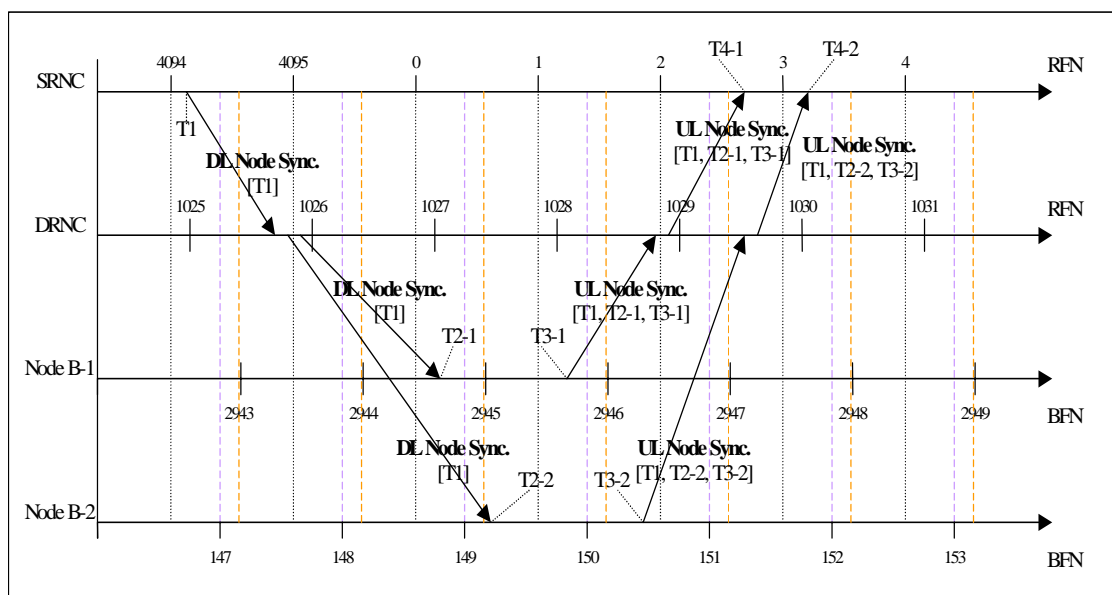 T4-1 T4-2
4094 4095 0 1 2 3 4 RFN
SRNC
T1
UL Node Sync.
[T1, T2-1, T3-1]
DL Node Sync.
[T1]
UL Node Sync.
[T1, T2-2, T3-2]
1025 1026 1027 1028 1029 1030 1031 RFN
DRNC
DL Node Sync.
[T1]
UL Node Sync.
[T1, T2-1, T3-1]
T2-1 T3-1
Node B-1
2943 2944 2945 2946 2947 2948 2949 BFN
DL Node Sync.
[T1]
UL Node Sync.
[T1, T2-2, T3-2]
T2-2 T3-2
Node B-2
147 148 149 150 151 152 153 BFN